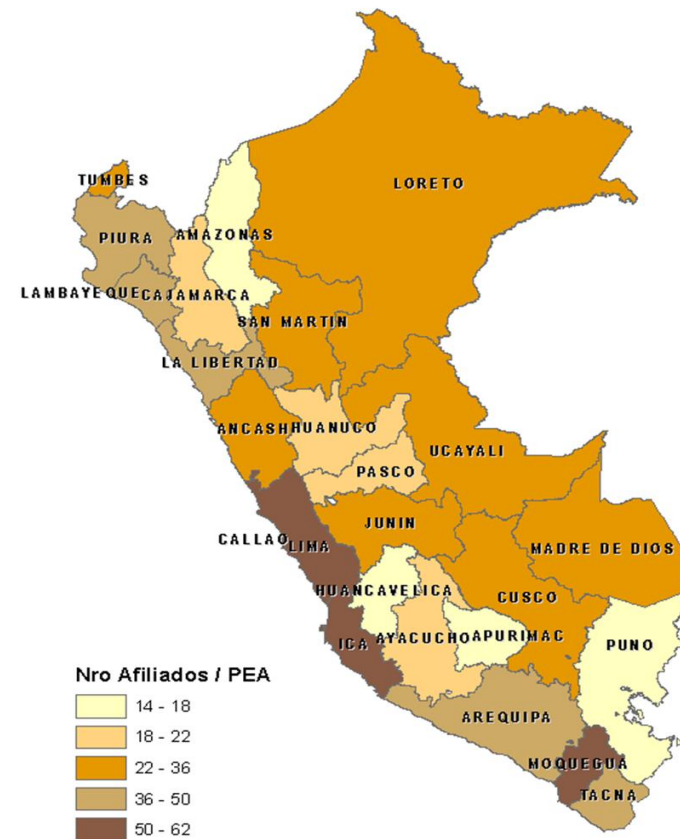 TUMBES
LORETO
PIURA
AMAZONAS
LAMBAYEQUE
CAJAMARCA
SAN MARTIN
LA LIBERTAD
ANCASH
HUANUCO
UCAYALI
PASCO
JUNIN
CALLAO
LIMA
MADRE DE DIOS
HUANCAVELICA
CUSCO
ICA
AYACUCHO
APURIMAC
PUNO
AREQUIPA
MOQUEGUA
TACNA
Nro Afiliados / PEA
14 - 18
18 - 22
22 - 36
36 - 50
50 - 62